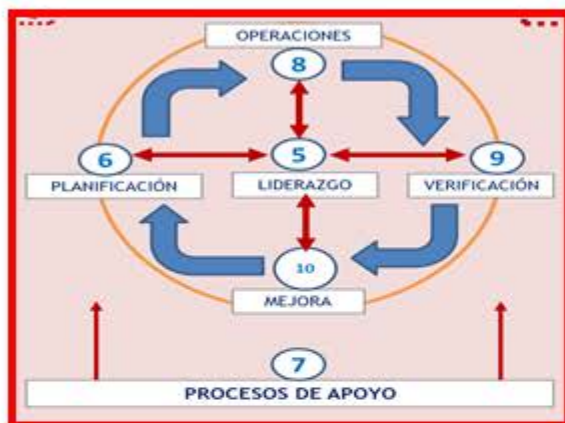 OPERACIONES
8
6
5
9
PLANIFICACIÓN
LIDERAZGO
VERIFICACIÓN
10
MEJORA
7
PROCESOS DE APOYO